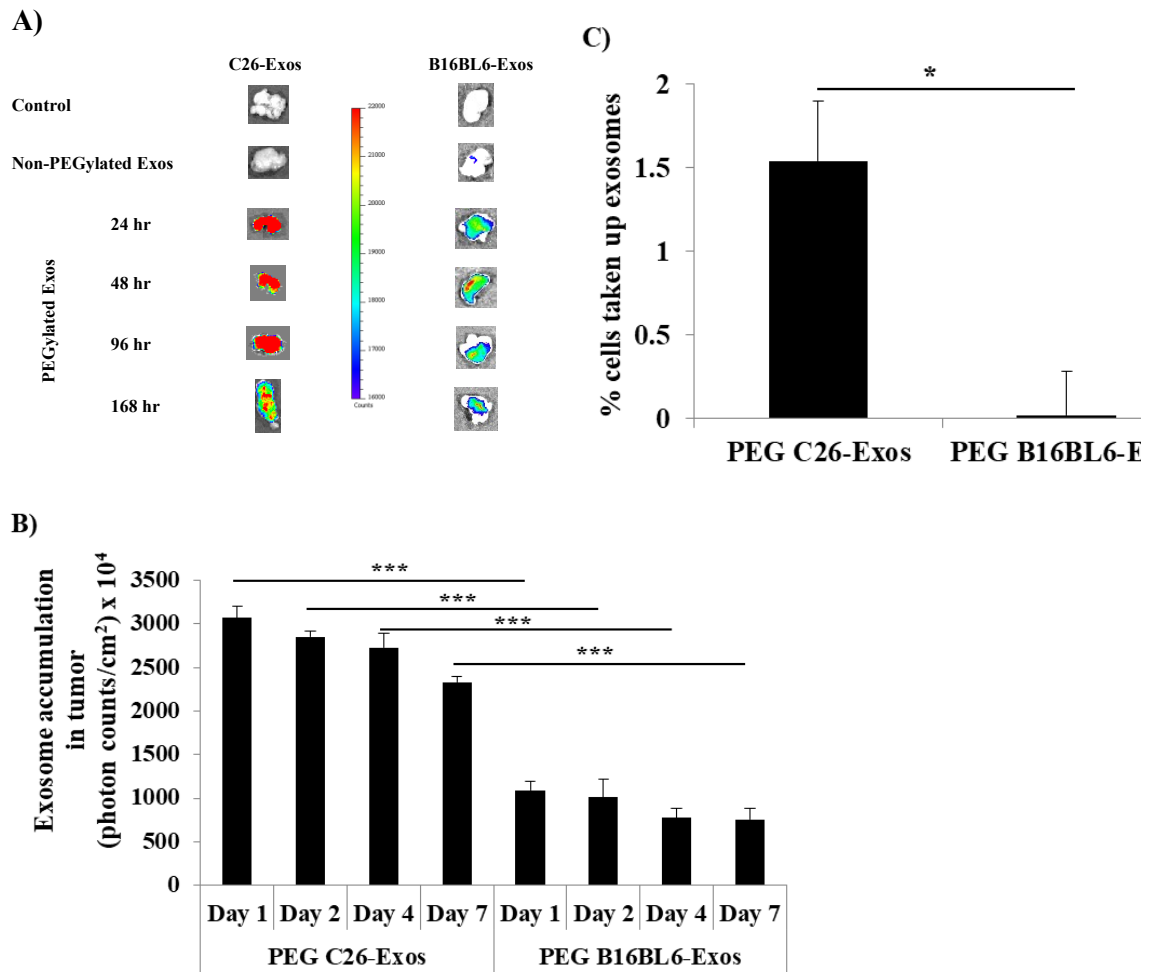 A)
C26-Exos B16BL6-Exos
Control
Non-PEGylated Exos
PEGylated Exos
24 hr
48 hr
96 hr
168 hr
22000
21000
20000
19000
18000
17000
16000
Counts
C)
% cells taken up exosomes
2
1.5
1
0.5
0
*
PEG C26-Exos PEG B16BL6-E
B)
Exosome accumulation
in tumor
(photon counts/cm²) x 10⁴
3500
3000
2500
2000
1500
1000
500
0
***
***
***
***
Day 1 Day 2 Day 4 Day 7 Day 1 Day 2 Day 4 Day 7
PEG C26-Exos PEG B16BL6-Exos